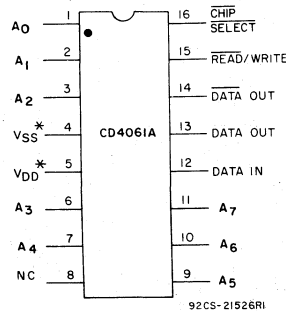 A0 1 16 CHIP SELECT
A1 2 15 READ/WRITE
A2 3 14 DATA OUT
VSS* 4 CD4061A 13 DATA OUT
VDD* 5 12 DATA IN
A3 6 11 A7
A4 7 10 A6
NC 8 9 A5
92CS-21526R1